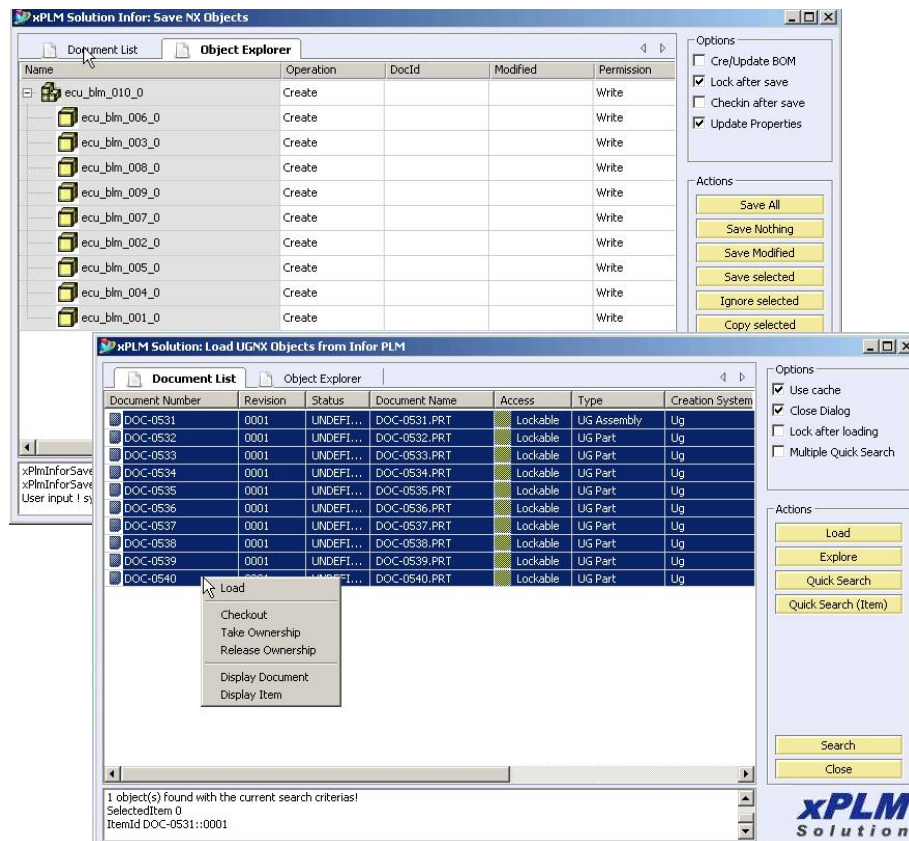 xPLM Solution Infor: Save NX Objects
Document List Object Explorer
Name Operation DocId Modified Permission
ecu_blm_010_0 Create Write
ecu_blm_006_0 Create Write
ecu_blm_003_0 Create Write
ecu_blm_008_0 Create Write
ecu_blm_009_0 Create Write
ecu_blm_007_0 Create Write
ecu_blm_002_0 Create Write
ecu_blm_005_0 Create Write
ecu_blm_004_0 Create Write
ecu_blm_001_0 Create Write
Options
Cre/Update BOM
Lock after save
Checkin after save
Update Properties
Actions
Save All
Save Nothing
Save Modified
Save selected
Ignore selected
Copy selected
xPlmInforSave
xPlmInforSave
User input ! sy
xPLM Solution: Load UGNX Objects from Infor PLM
Document List Object Explorer
Document Number Revision Status Document Name Access Type Creation System
DOC-0531 0001 UNDEFI... DOC-0531.PRT Lockable UG Assembly Ug
DOC-0532 0001 UNDEFI... DOC-0532.PRT Lockable UG Part Ug
DOC-0533 0001 UNDEFI... DOC-0533.PRT Lockable UG Part Ug
DOC-0534 0001 UNDEFI... DOC-0534.PRT Lockable UG Part Ug
DOC-0535 0001 UNDEFI... DOC-0535.PRT Lockable UG Part Ug
DOC-0536 0001 UNDEFI... DOC-0536.PRT Lockable UG Part Ug
DOC-0537 0001 UNDEFI... DOC-0537.PRT Lockable UG Part Ug
DOC-0538 0001 UNDEFI... DOC-0538.PRT Lockable UG Part Ug
DOC-0539 0001 UNDEFI... DOC-0539.PRT Lockable UG Part Ug
DOC-0540 DOC-0540.PRT Lockable UG Part Ug
Load
Checkout
Take Ownership
Release Ownership
Display Document
Display Item
Options
Use cache
Close Dialog
Lock after loading
Multiple Quick Search
Actions
Load
Explore
Quick Search
Quick Search (Item)
Search
Close
1 object(s) found with the current search criterias!
SelectedItem 0
ItemId DOC-0531::0001
xPLM
Solution